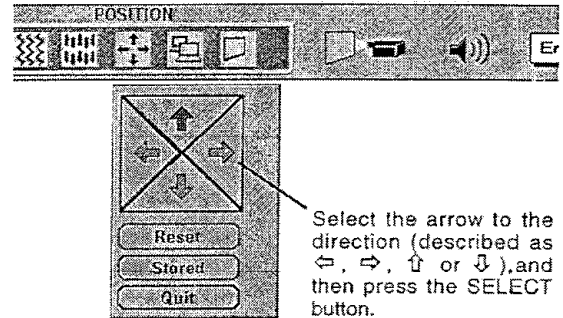 POSITION
Er
Reset
Stored
Quit
Select the arrow to the
direction (described as
⇦, ⇨, ⇧ or ⇩),and
then press the SELECT
button.